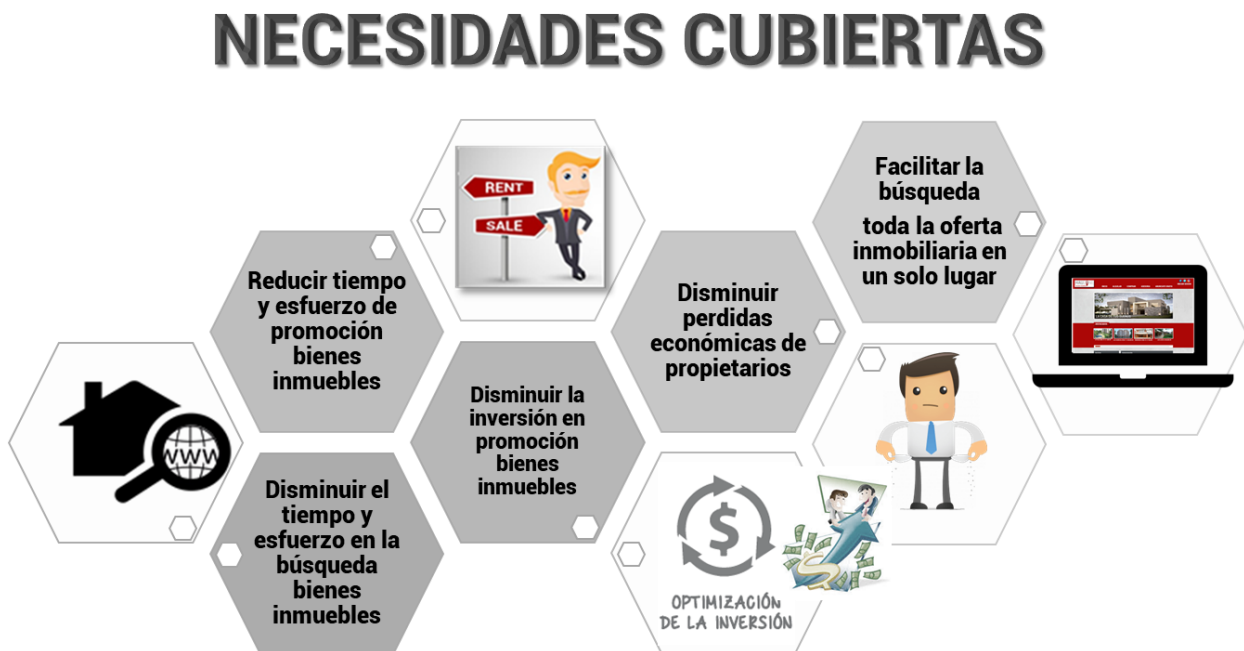 NECESIDADES CUBIERTAS
RENT
SALE
Facilitar la
búsqueda
toda la oferta
inmobiliaria en
un solo lugar
Reducir tiempo
y esfuerzo de
promoción
bienes
inmuebles
Disminuir
perdidas
económicas de
propietarios
Disminuir la
inversión en
promoción
bienes
inmuebles
WWW
Disminuir el
tiempo y
esfuerzo en la
búsqueda
bienes
inmuebles
$
OPTIMIZACIÓN
DE LA INVERSIÓN
$